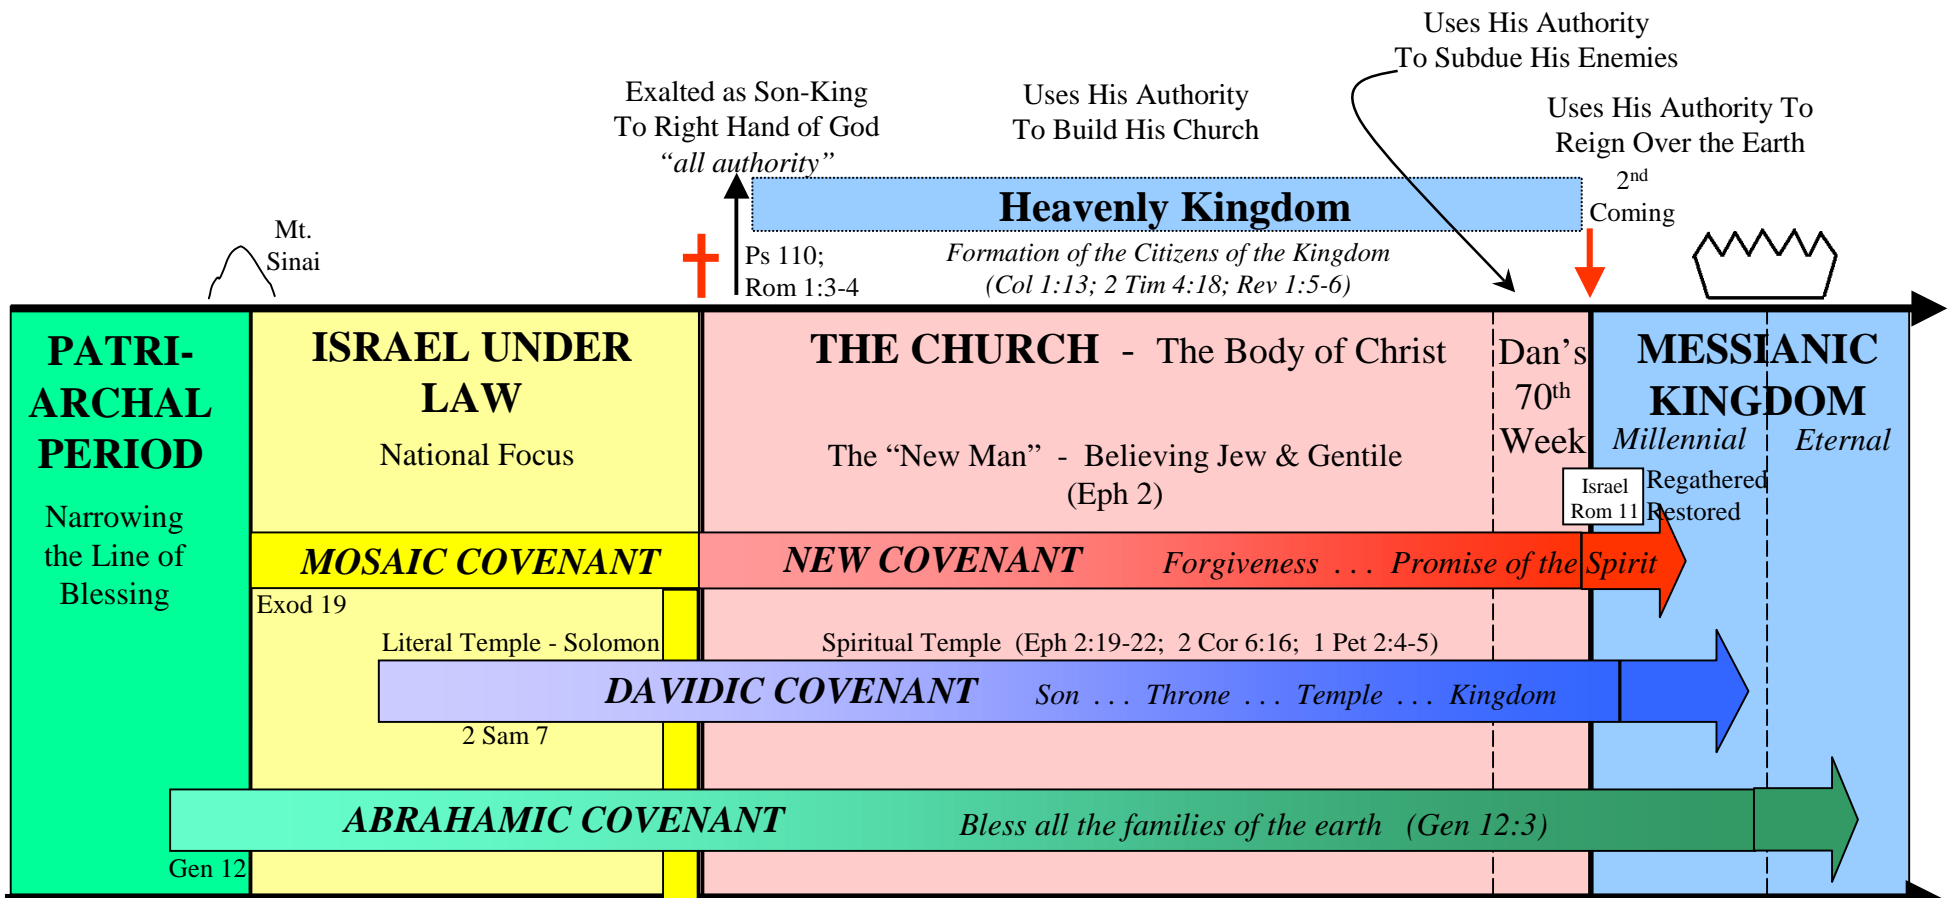 Uses His Authority
To Subdue His Enemies
Exalted as Son-King
To Right Hand of God
“all authority”
Uses His Authority
To Build His Church
Uses His Authority To
Reign Over the Earth
2nd
Coming
Heavenly Kingdom
Mt.
Sinai
Ps 110;
Rom 1:3-4
Formation of the Citizens of the Kingdom
(Col 1:13; 2 Tim 4:18; Rev 1:5-6)
PATRI-
ARCHAL
PERIOD
Narrowing
the Line of
Blessing
ISRAEL UNDER
LAW
National Focus
THE CHURCH - The Body of Christ
The “New Man” - Believing Jew & Gentile
(Eph 2)
Dan’s
70th
Week
MESSIANIC
KINGDOM
Millennial Eternal
Israel
Rom 11
Regathered
Restored
MOSAIC COVENANT
NEW COVENANT Forgiveness . . . Promise of the Spirit
Exod 19
Literal Temple - Solomon
Spiritual Temple (Eph 2:19-22; 2 Cor 6:16; 1 Pet 2:4-5)
DAVIDIC COVENANT Son . . . Throne . . . Temple . . . Kingdom
2 Sam 7
ABRAHAMIC COVENANT Bless all the families of the earth (Gen 12:3)
Gen 12